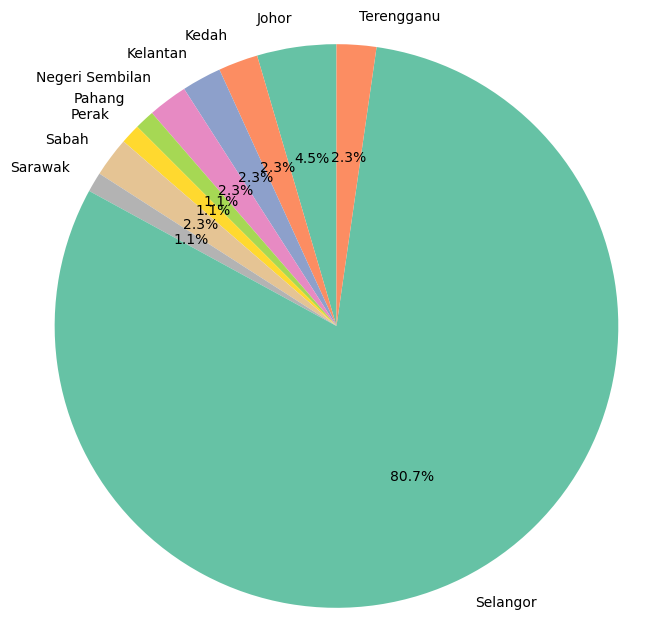 Johor
Terengganu
Kedah
Kelantan
Negeri Sembilan
Pahang
Perak
Sabah
Sarawak
4.5%
2.3%
2.3%
2.3%
2.3%
1.1%
1.1%
2.3%
1.1%
80.7%
Selangor